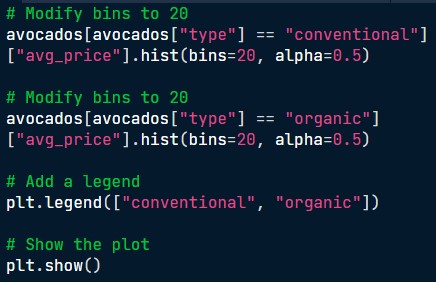 # Modify bins to 20
avocados[avocados["type"] == "conventional"]
["avg_price"].hist(bins=20, alpha=0.5)

# Modify bins to 20
avocados[avocados["type"] == "organic"]
["avg_price"].hist(bins=20, alpha=0.5)

# Add a legend
plt.legend(["conventional", "organic"])

# Show the plot
plt.show()